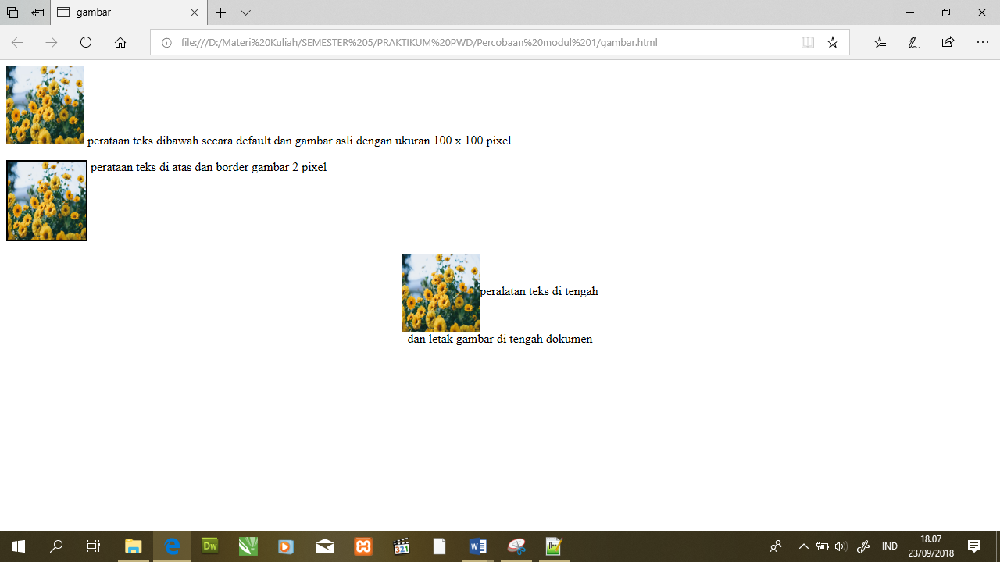 gambar
file:///D:/Materi%20Kuliah/SEMESTER%205/PRAKTIKUM%20PWD/Percobaan%20modul%201/gambar.html
perataan teks dibawah secara default dan gambar asli dengan ukuran 100 x 100 pixel
perataan teks di atas dan border gambar 2 pixel
peralatan teks di tengah
dan letak gambar di tengah dokumen
Dw
321
W
IND
18.07
23/09/2018